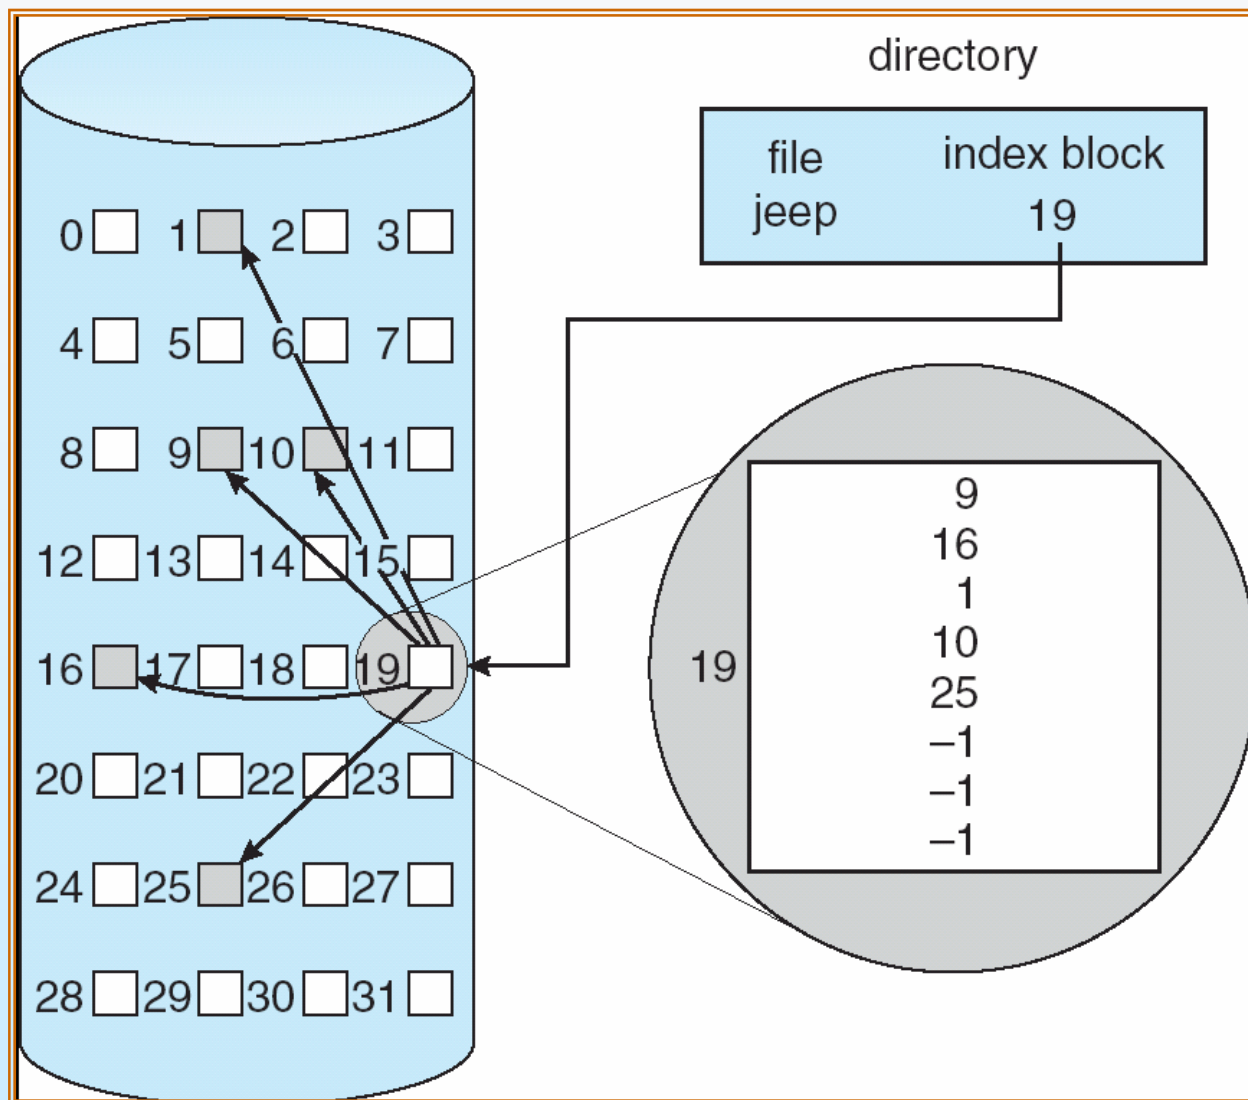 directory
file index block
jeep 19
0 1 2 3
4 5 6 7
8 9 10 11
12 13 14 15
16 17 18 19
20 21 22 23
24 25 26 27
28 29 30 31
19
9
16
1
10
25
–1
–1
–1